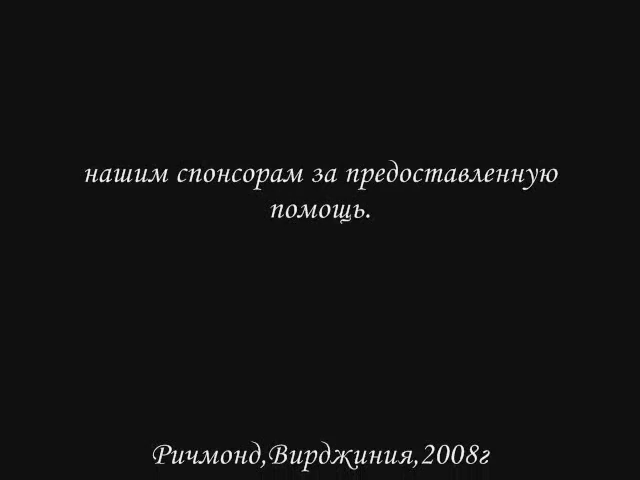 нашим спонсорам за предоставленную
помощь.
Ричмонд,Вирджиния,2008г